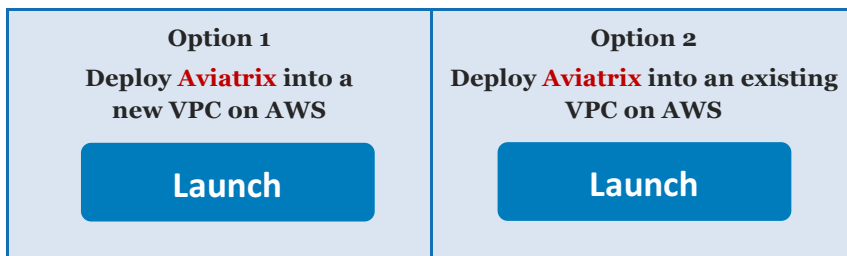 Option 1
Deploy Aviatrix into a
new VPC on AWS
Launch
Option 2
Deploy Aviatrix into an existing
VPC on AWS
Launch